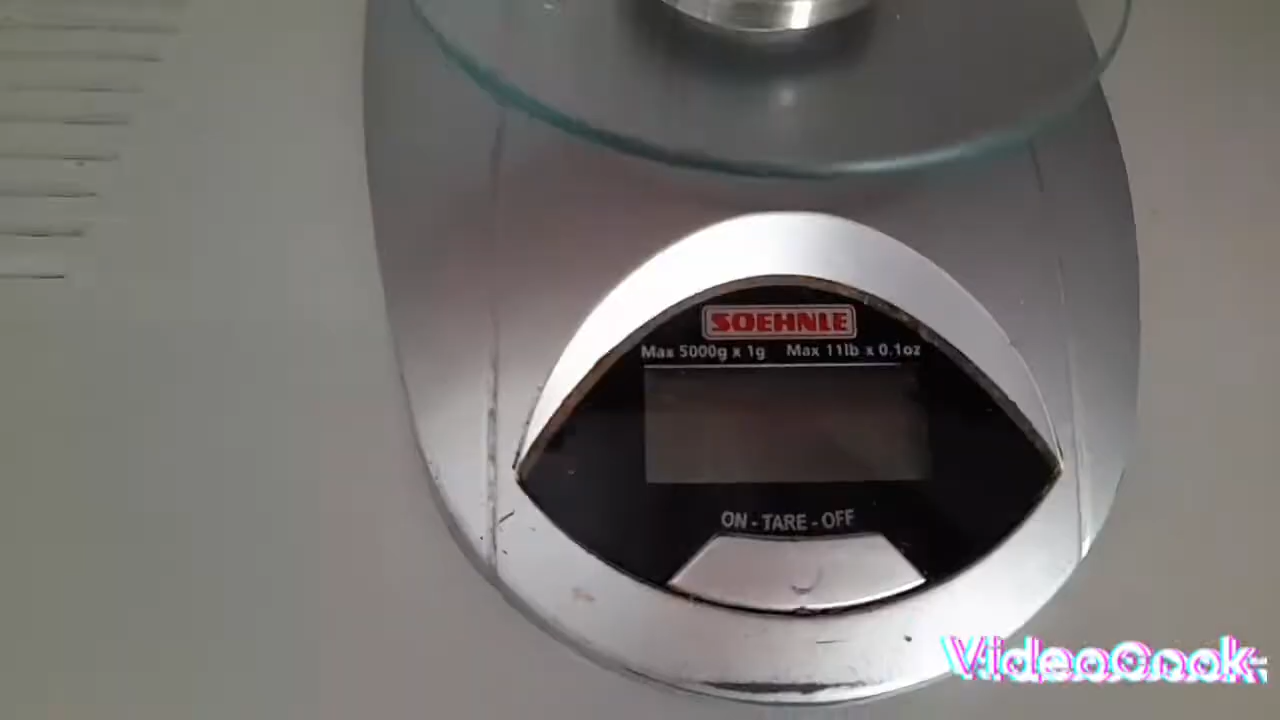 SOEHNLE
Max 5000g x 1g Max 11lb x 0.1oz
ON - TARE - OFF
VideoCook